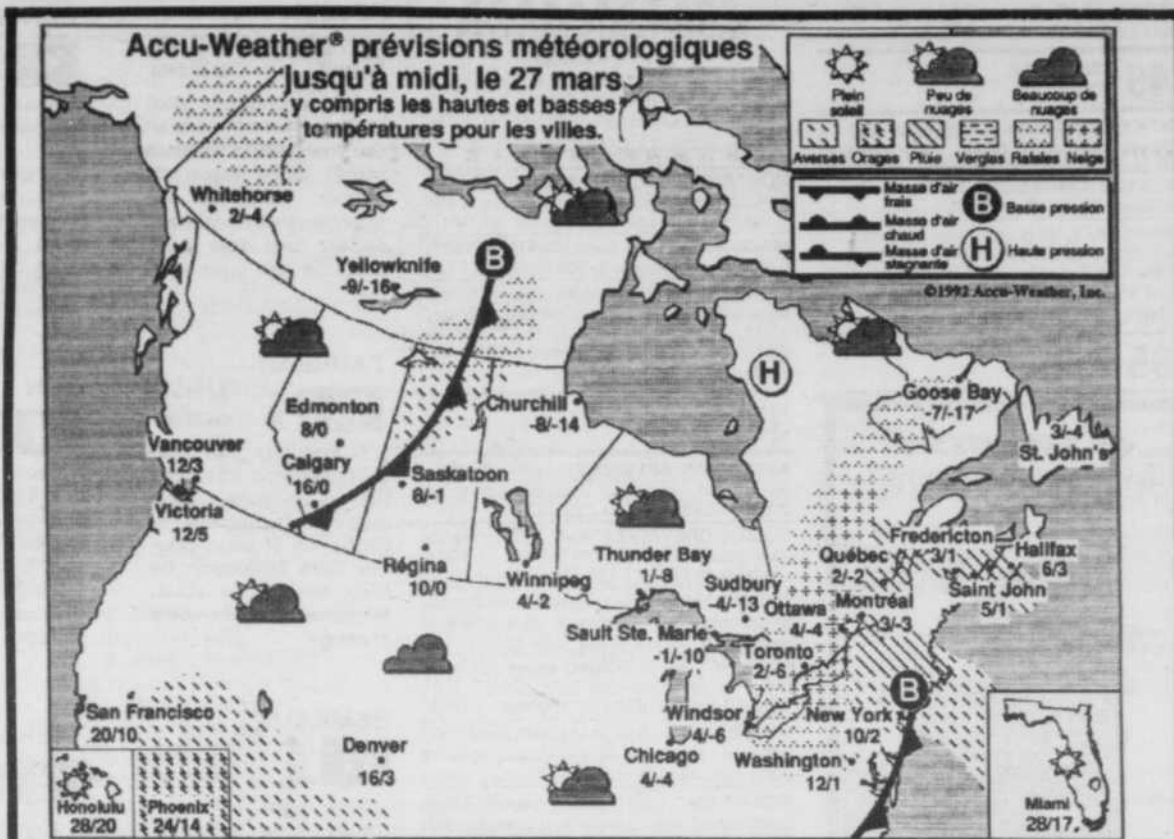 Accu-Weather® prévisions météorologiques
Jusqu'à midi, le 27 mars
y compris les hautes et basses
températures pour les villes.
Plein
soleil
Peu de
nuages
Beaucoup de
nuages
Averses Orages Pluie Verglas Rafales Neige
Masse d'air
frais
Masse d'air
chaud
Masse d'air
stagnante
B Basse pression
H Haute pression
©1992 Accu-Weather, Inc.
Whitehorse
2/-4
Yellowknife
-9/-16
B
H
Goose Bay
-7/-17
3/-4
St. John's
Churchill
-8/-14
Edmonton
8/0
Vancouver
12/3
Calgary
16/0
Saskatoon
8/-1
Victoria
12/5
Régina
10/0
Winnipeg
4/-2
Thunder Bay
1/-8
Sudbury
-4/-13
Québec
2/-2
Fredericton
3/1
Halifax
6/3
Saint John
5/1
Ottawa
4/-4
Montréal
3/-3
Sault Ste. Marie
-1/-10
Toronto
2/-6
B
San Francisco
20/10
Denver
16/3
Windsor
4/-6
Chicago
4/-4
New York
10/2
Washington
12/1
Honolulu
28/20
Phoenix
24/14
Miami
28/17